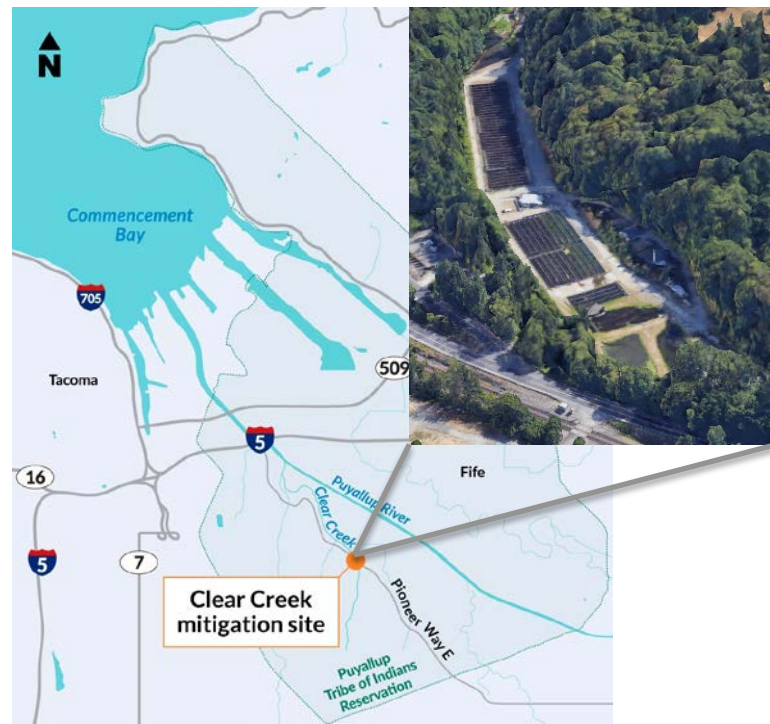 N
Commencement
Bay
705
Tacoma
509
5
Fife
16
Puyallup River
Clear Creek
5
7
Clear Creek
mitigation site
Pioneer Way E
Puyallup
Tribe of Indians
Reservation